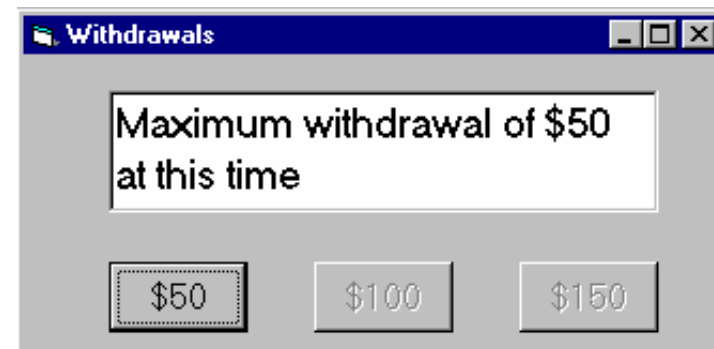 Withdrawals
Maximum withdrawal of $50
at this time
$50 $100 $150